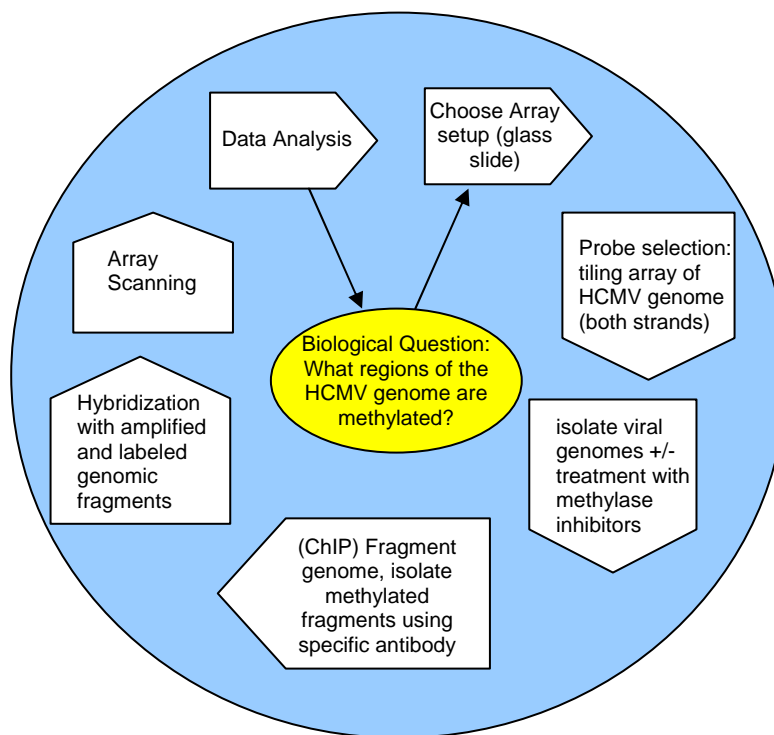 Data Analysis
Choose Array
setup (glass
slide)
Probe selection:
tiling array of
HCMV genome
(both strands)
isolate viral
genomes +/-
treatment with
methylase
inhibitors
(ChIP) Fragment
genome, isolate
methylated
fragments using
specific antibody
Hybridization
with amplified
and labeled
genomic
fragments
Array
Scanning
Biological Question:
What regions of the
HCMV genome are
methylated?